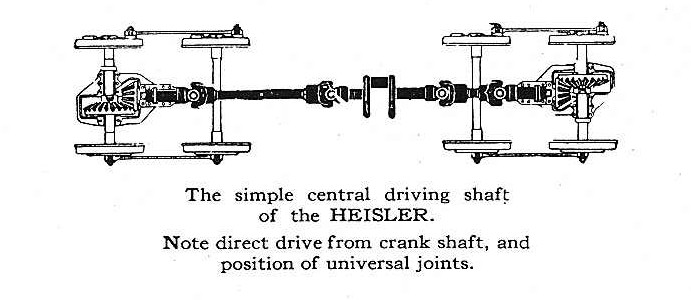 The simple central driving shaft
of the HEISLER.
Note direct drive from crank shaft, and
position of universal joints.